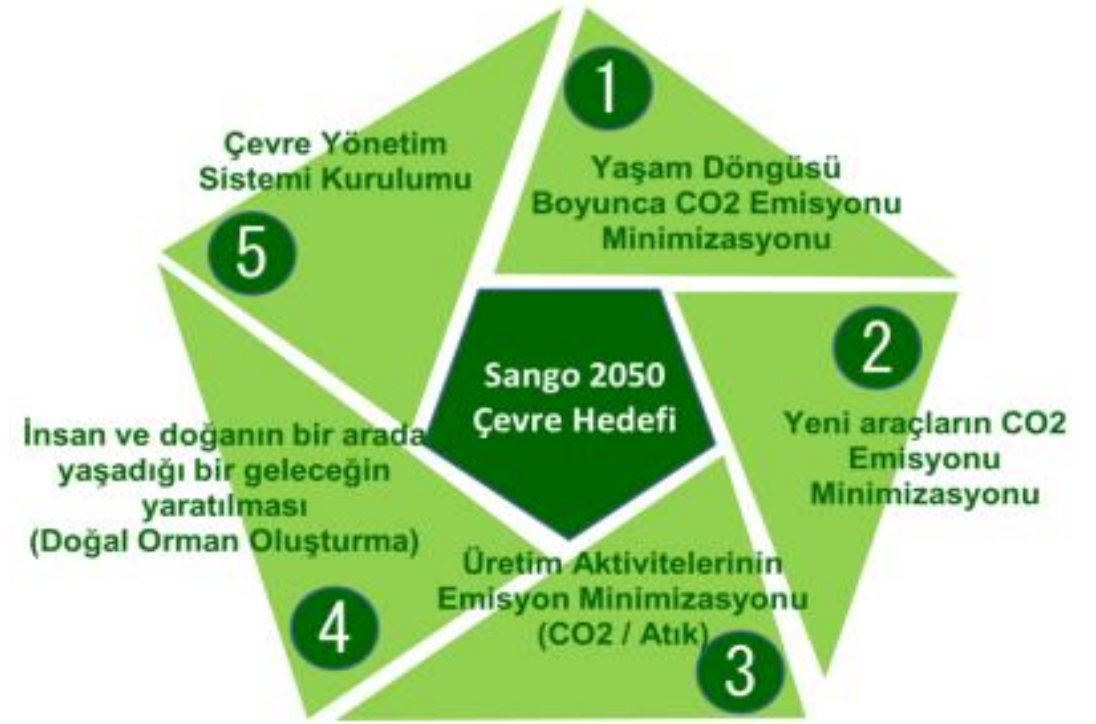 1
Yaşam Döngüsü
Boyunca CO2 Emisyonu
Minimizasyonu
2
Yeni araçların CO2
Emisyonu
Minimizasyonu
3
Üretim Aktivitelerinin
Emisyon Minimizasyonu
(CO2 / Atık)
4
İnsan ve doğanın bir arada
yaşadığı bir geleceğin
yaratılması
(Doğal Orman Oluşturma)
5
Çevre Yönetim
Sistemi Kurulumu
Sango 2050
Çevre Hedefi